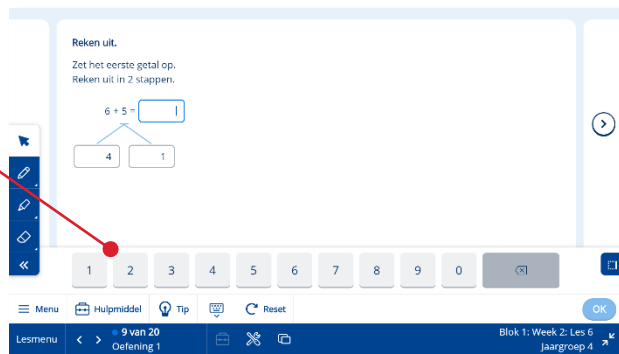 Reken uit.
Zet het eerste getal op.
Reken uit in 2 stappen.
6 + 5 =
4 1
1 2 3 4 5 6 7 8 9 0
Menu Hulpmiddel Tip Reset OK
Lesmenu 9 van 20 Blok 1: Week 2: Les 6
Oefening 1 Jaargroep 4